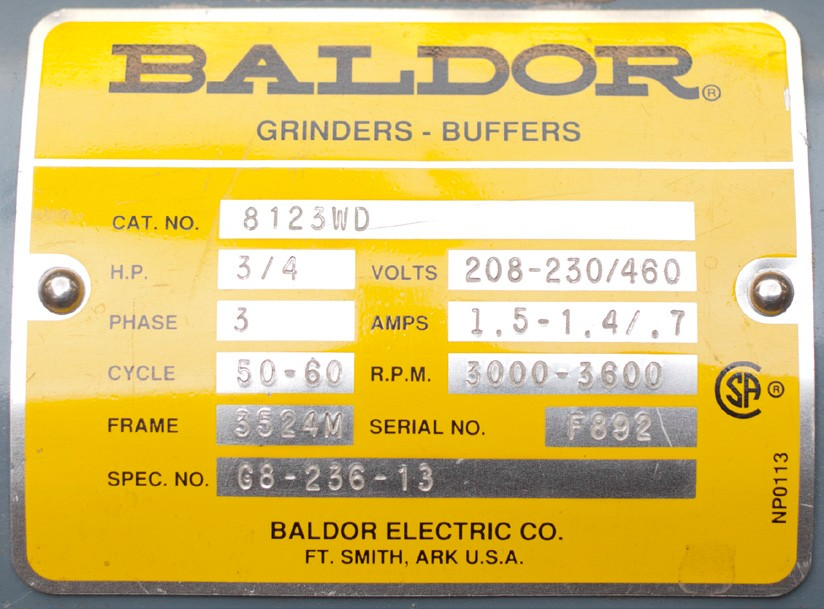 BALDOR®
GRINDERS - BUFFERS
CAT. NO. 8123WD
H.P. 3/4 VOLTS 208-230/460
PHASE 3 AMPS 1.5-1.4/.7
CYCLE 50-60 R.P.M. 3000-3600
FRAME 3524M SERIAL NO. F892
SPEC. NO. G8-236-13
CSA ®
NP0113
BALDOR ELECTRIC CO.
FT. SMITH, ARK U.S.A.